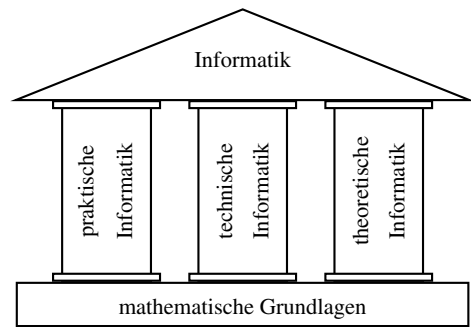 Informatik
praktische
Informatik
technische
Informatik
theoretische
Informatik
mathematische Grundlagen